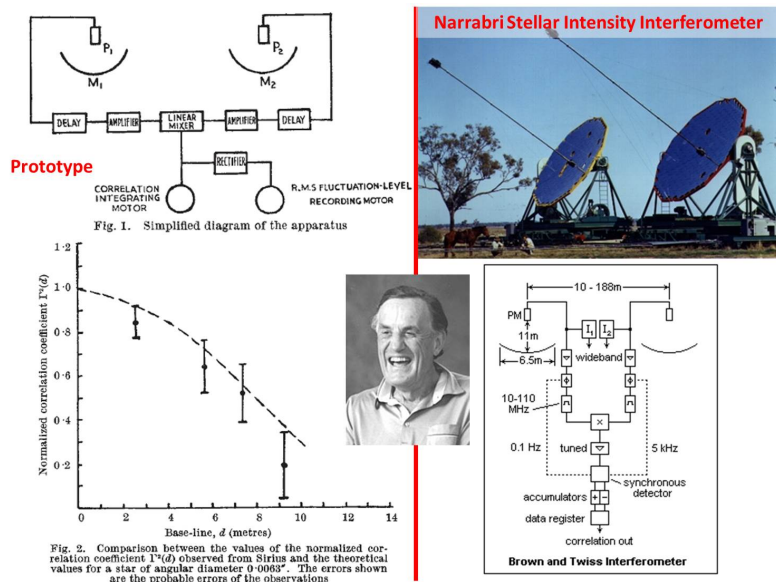 Narrabri Stellar Intensity Interferometer
P₁
P₂
M₁
M₂
DELAY
AMPLIFIER
LINEAR
MIXER
AMPLIFIER
DELAY
Prototype
RECTIFIER
CORRELATION
INTEGRATING
MOTOR
R.M.S FLUCTUATION-LEVEL
RECORDING MOTOR
Fig. 1. Simplified diagram of the apparatus
Normalized correlation coefficient Γ²(d)
1·2
1·0
0·8
0·6
0·4
0·2
0
2
4
6
8
10
12
14
Base-line, d (metres)
Fig. 2. Comparison between the values of the normalized cor-
relation coefficient Γ²(d) observed from Sirius and the theoretical
values for a star of angular diameter 0·0063″. The errors shown
are the probable errors of the observations
10 - 188m
PM
11m
6.5m
I₁
I₂
wideband
10-110
MHz
×
0.1 Hz
tuned
5 kHz
synchronous
detector
accumulators
+ −
data register
correlation out
Brown and Twiss Interferometer